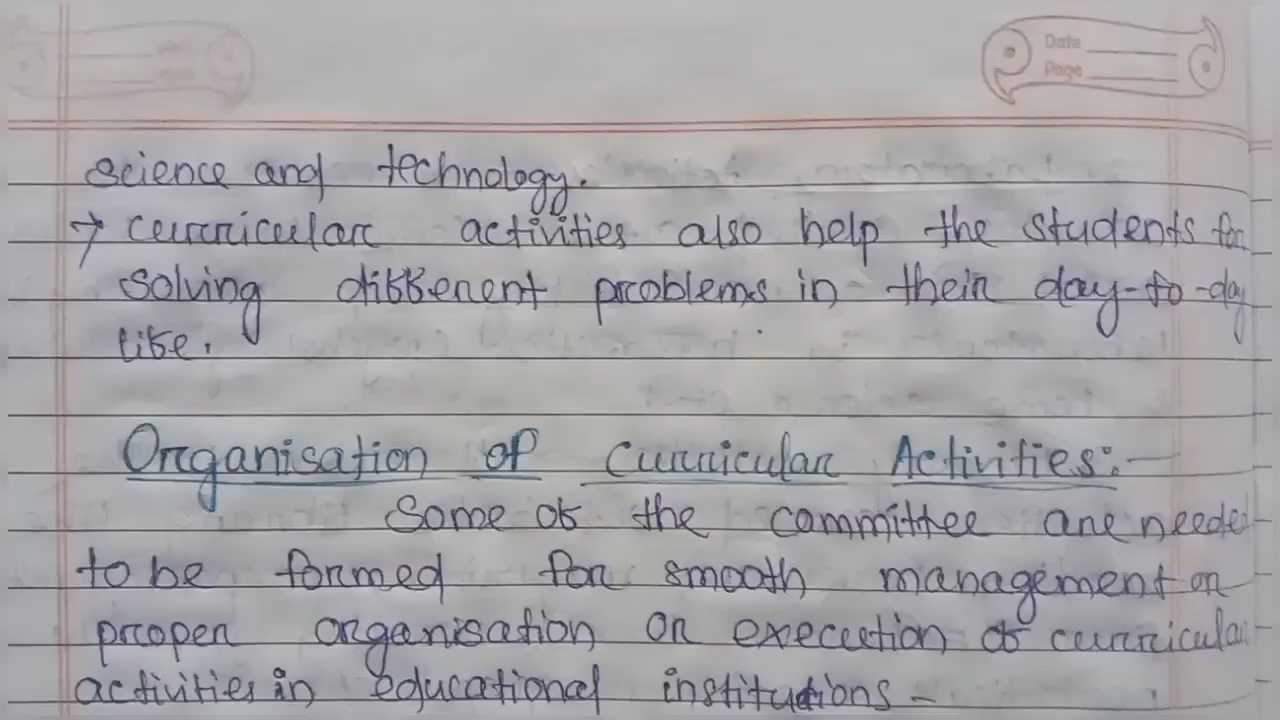 Date
Page
science and technology.
→ curricular activities also help the students for
solving different problems in their day-to-day
life.
Organisation of Curricular Activities:-
Some of the committee are needed
to be formed for smooth management or
proper organisation or execution of curricular
activities in educational institutions -